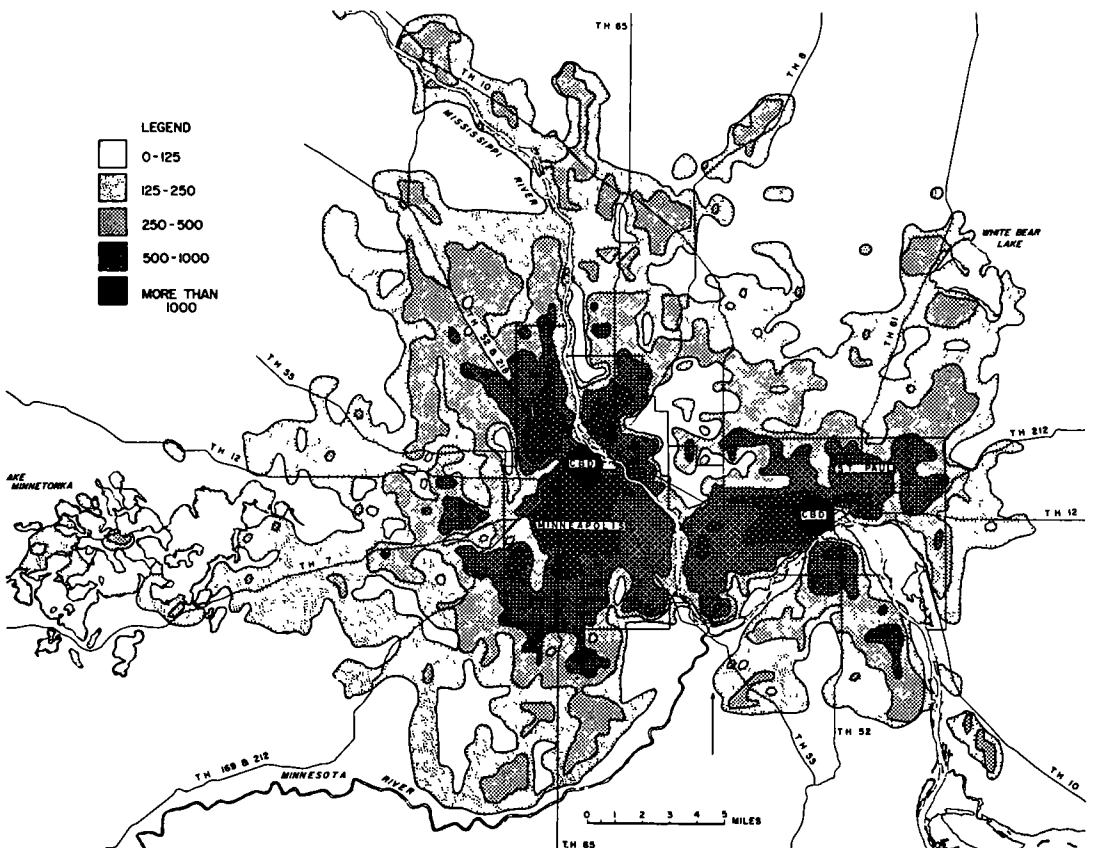 TH 65
TH 8
TH 10
MISSISSIPPI
RIVER
LEGEND
0-125
125-250
250-500
500-1000
MORE THAN
1000
WHITE BEAR
LAKE
TH 61
TH 52 & 218
TH 55
TH 12
TH 212
CBD
ST PAUL
AKE
MINNETONKA
MINNEAPOLIS
CBD
TH 12
TH 7
TH 169 & 212
MINNESOTA
RIVER
TH 52
TH 55
TH 10
0 1 2 3 4 5 MILES
TH 65